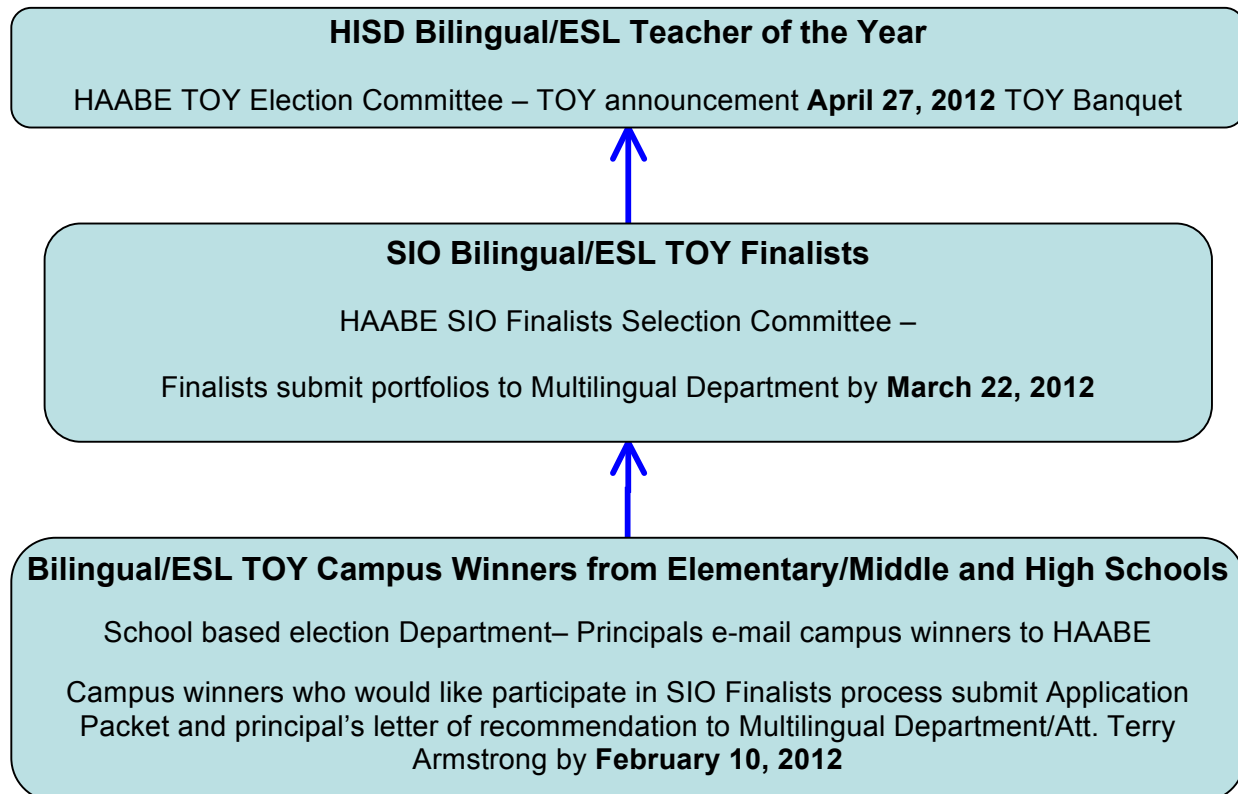 HISD Bilingual/ESL Teacher of the Year
HAABE TOY Election Committee – TOY announcement April 27, 2012 TOY Banquet
SIO Bilingual/ESL TOY Finalists
HAABE SIO Finalists Selection Committee –
Finalists submit portfolios to Multilingual Department by March 22, 2012
Bilingual/ESL TOY Campus Winners from Elementary/Middle and High Schools
School based election Department– Principals e-mail campus winners to HAABE
Campus winners who would like participate in SIO Finalists process submit Application
Packet and principal’s letter of recommendation to Multilingual Department/Att. Terry
Armstrong by February 10, 2012